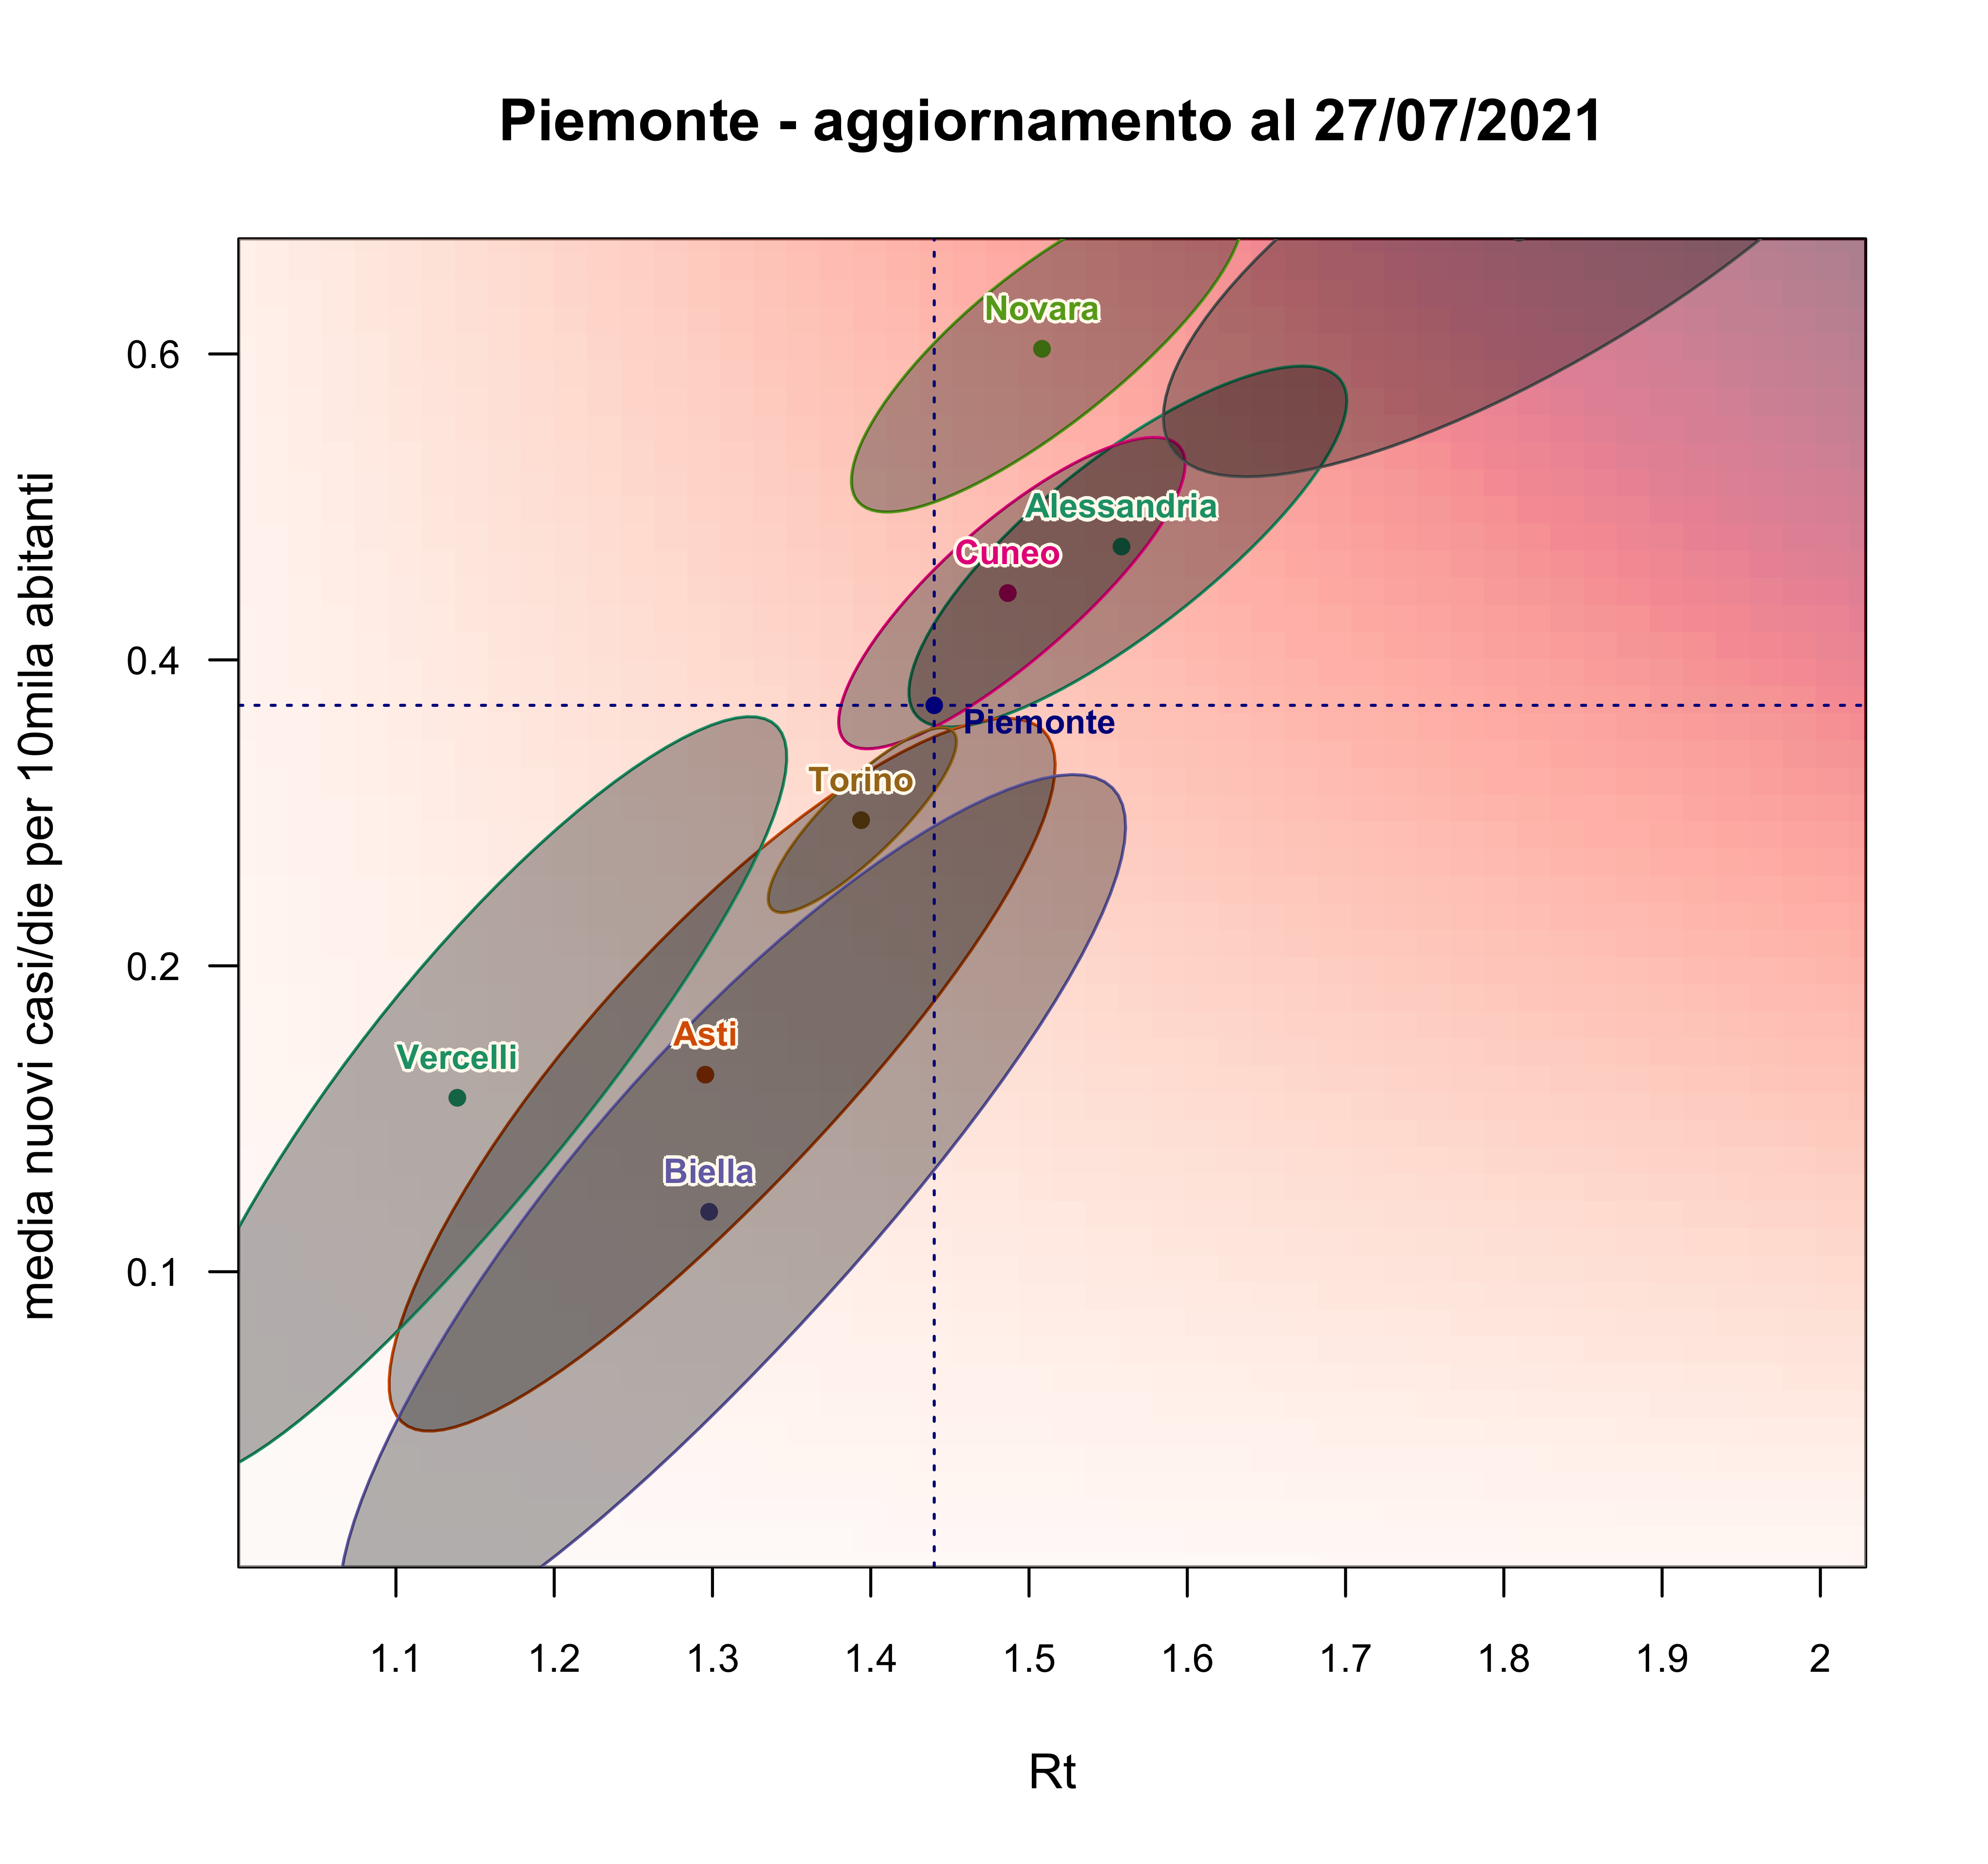 Piemonte - aggiornamento al 27/07/2021
media nuovi casi/die per 10mila abitanti
0.6
0.4
0.2
0.1
Novara
Alessandria
Cuneo
Piemonte
Torino
Asti
Vercelli
Biella
1.1 1.2 1.3 1.4 1.5 1.6 1.7 1.8 1.9 2
Rt